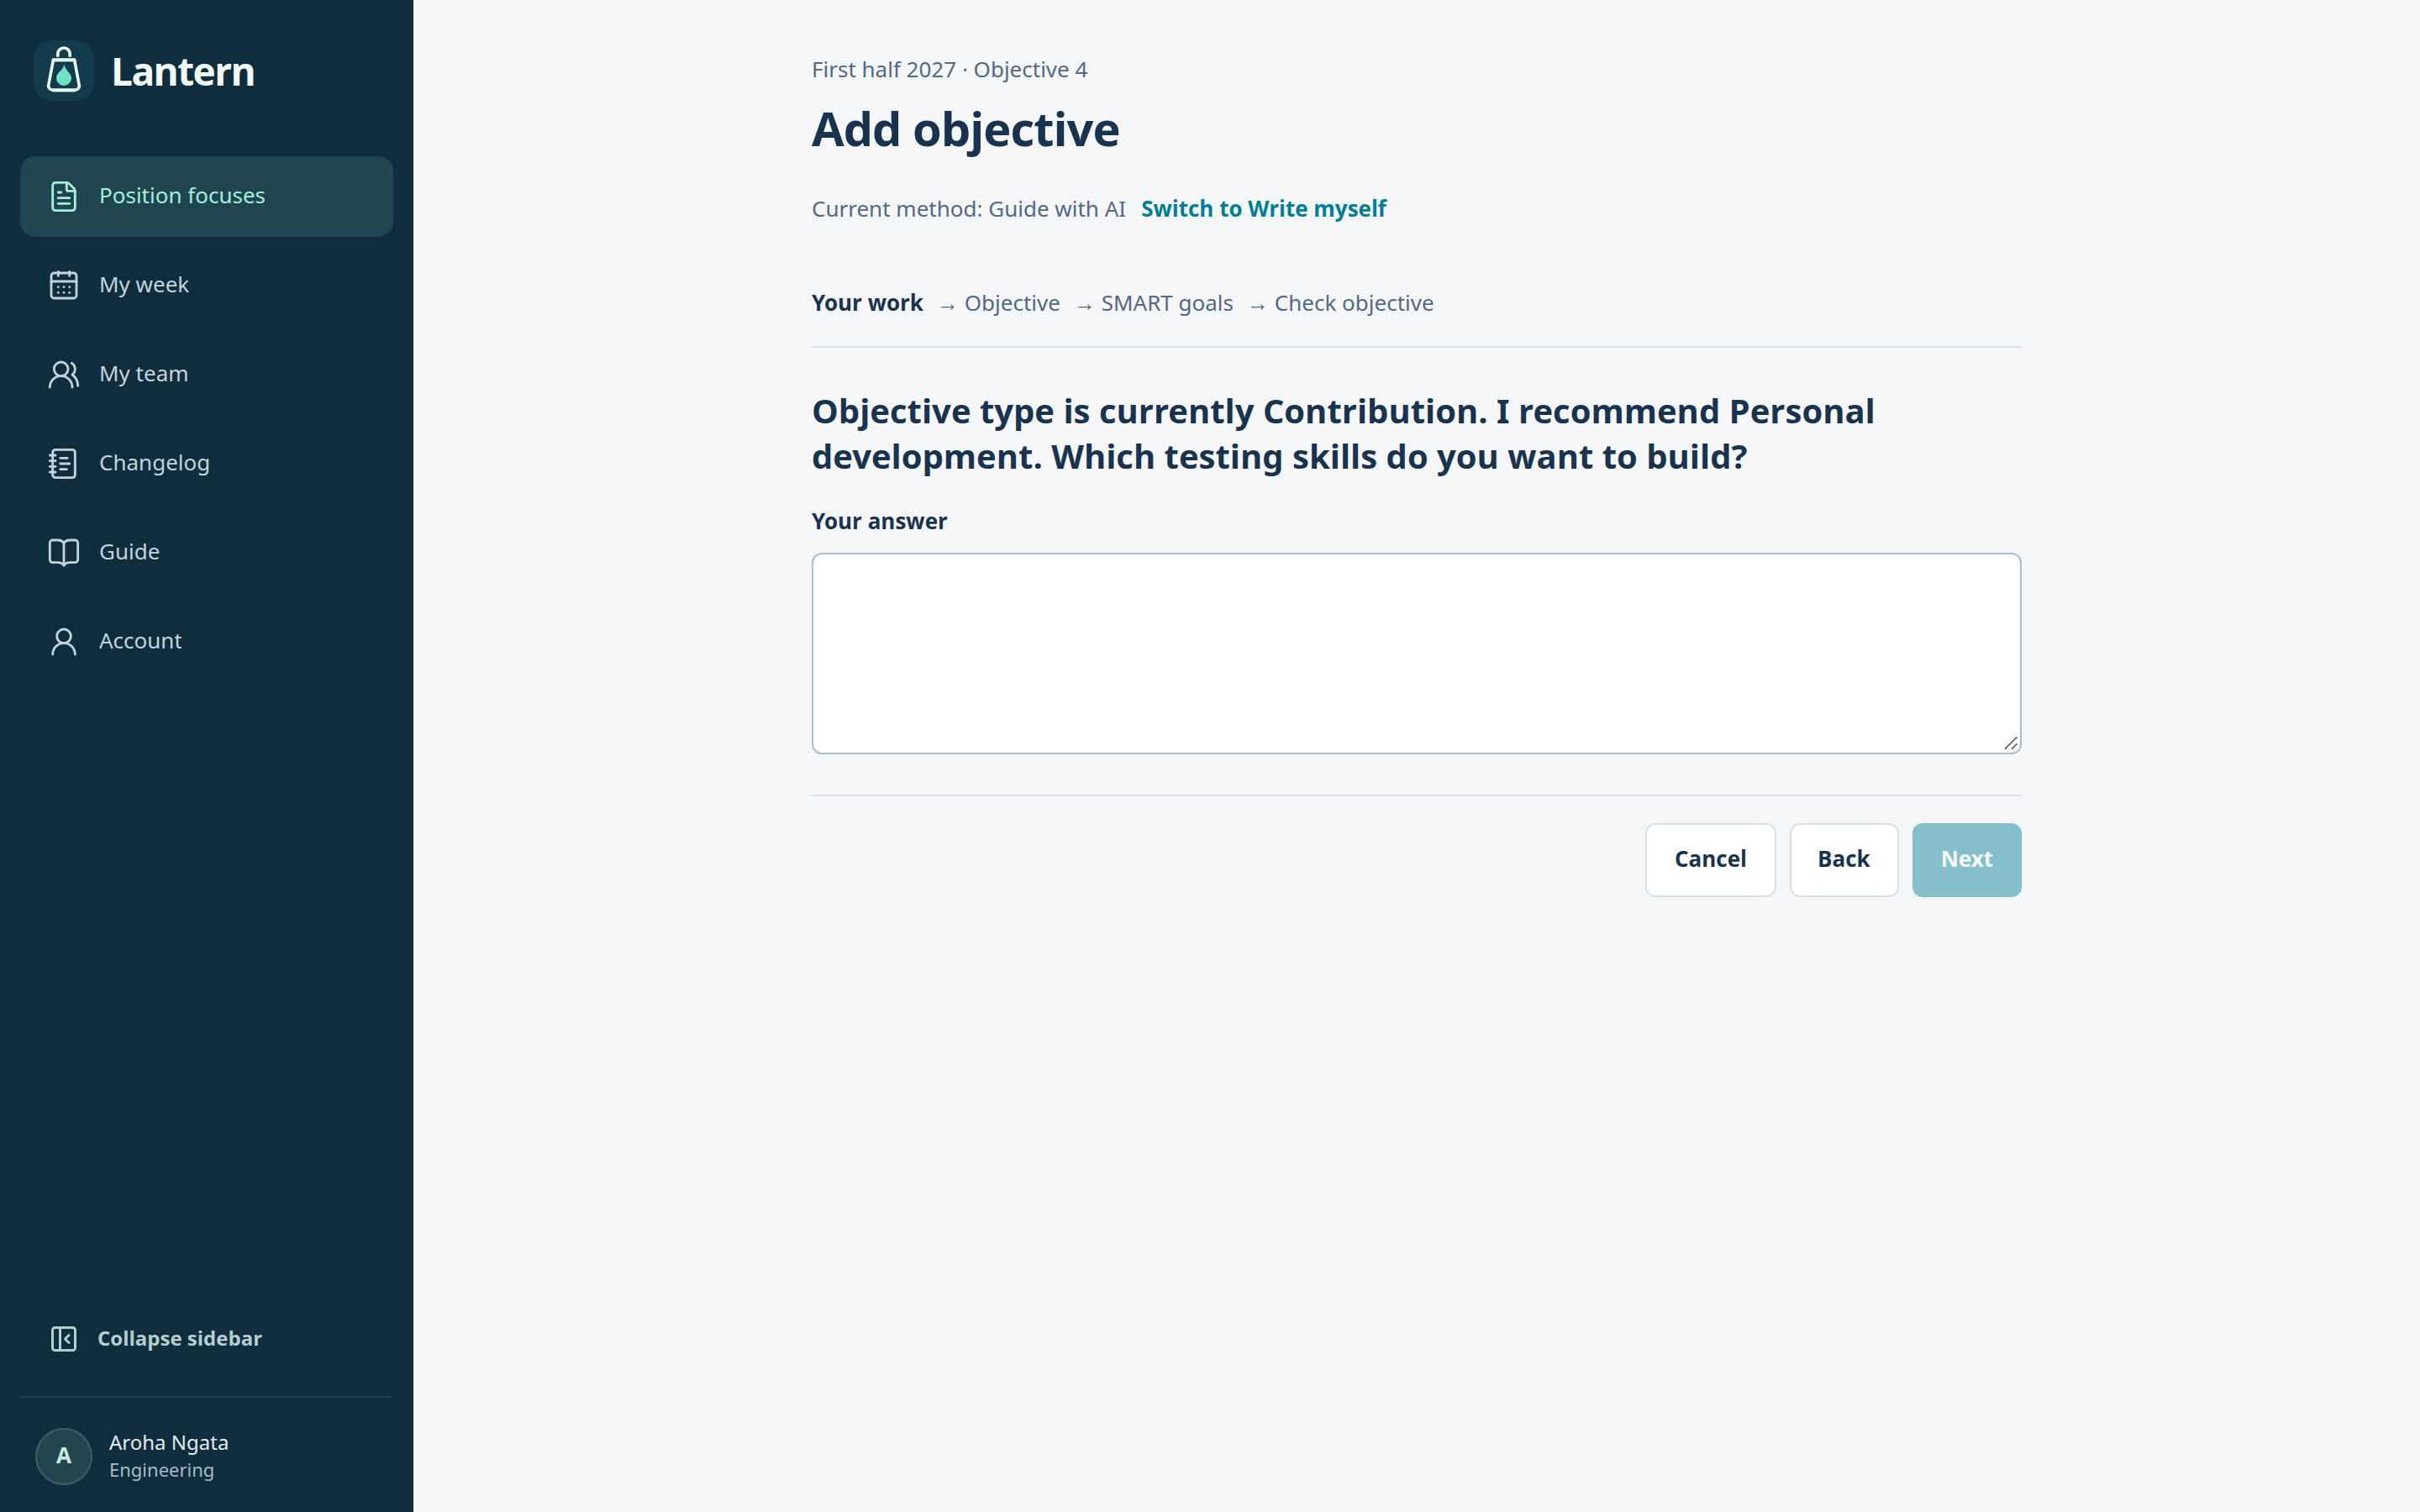 Lantern
Position focuses
My week
My team
Changelog
Guide
Account
Collapse sidebar
A
Aroha Ngata
Engineering
First half 2027 · Objective 4
Add objective
Current method: Guide with AI Switch to Write myself
Your work → Objective → SMART goals → Check objective
Objective type is currently Contribution. I recommend Personal
development. Which testing skills do you want to build?
Your answer
Cancel
Back
Next